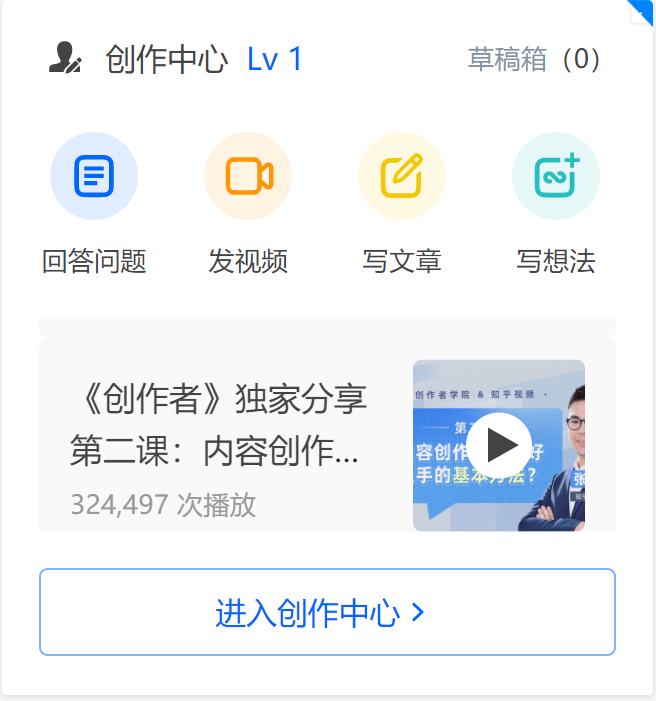 创作中心 Lv 1 草稿箱（0）
回答问题 发视频 写文章 写想法
《创作者》独家分享
第二课：内容创作...
324,497 次播放
创作者学院 & 知乎视频
第
容创作 好
手的基本方法？
张
知乎
进入创作中心 >